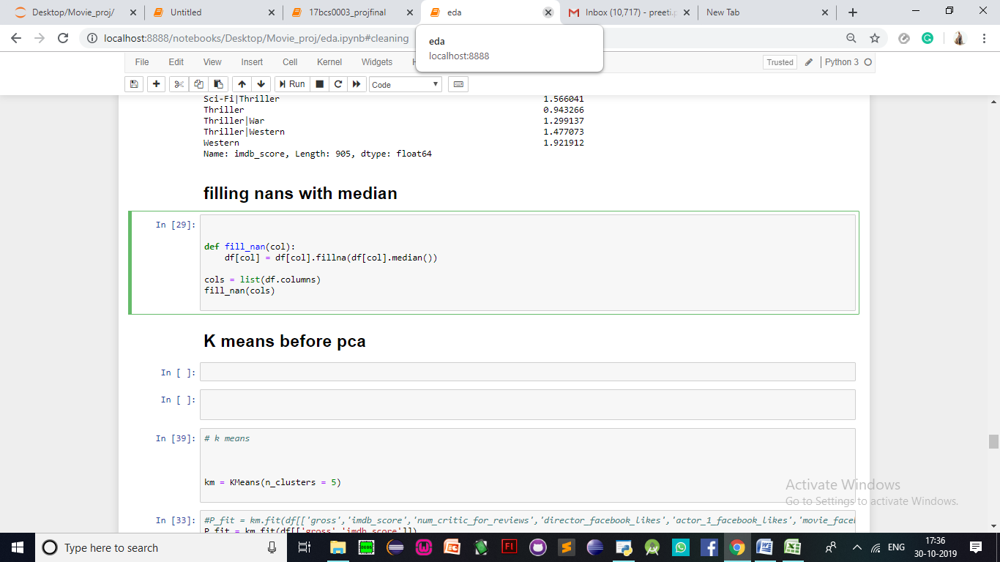 Desktop/Movie_proj/
Untitled
17bcs0003_projfinal
eda
Inbox (10,717) - preeti.p
New Tab
localhost:8888/notebooks/Desktop/Movie_proj/eda.ipynb#cleaning
eda
localhost:8888
File Edit View Insert Cell Kernel Widgets H
Trusted
Python 3
Run
Code
Sci-Fi|Thriller 1.566041
Thriller 0.943266
Thriller|War 1.299137
Thriller|Western 1.477073
Western 1.921912
Name: imdb_score, Length: 905, dtype: float64
filling nans with median
In [29]:
def fill_nan(col):
    df[col] = df[col].fillna(df[col].median())
cols = list(df.columns)
fill_nan(cols)
K means before pca
In [ ]:
In [ ]:
In [39]: # k means
km = KMeans(n_clusters = 5)
Activate Windows
Go to Settings to activate Windows.
In [33]: #P_fit = km.fit(df[['gross','imdb_score','num_critic_for_reviews','director_facebook_likes','actor_1_facebook_likes','movie_facel
P_fit = km.fit(df[['gross','imdb_score']])
Type here to search
8085
Fl
ENG
17:36
30-10-2019